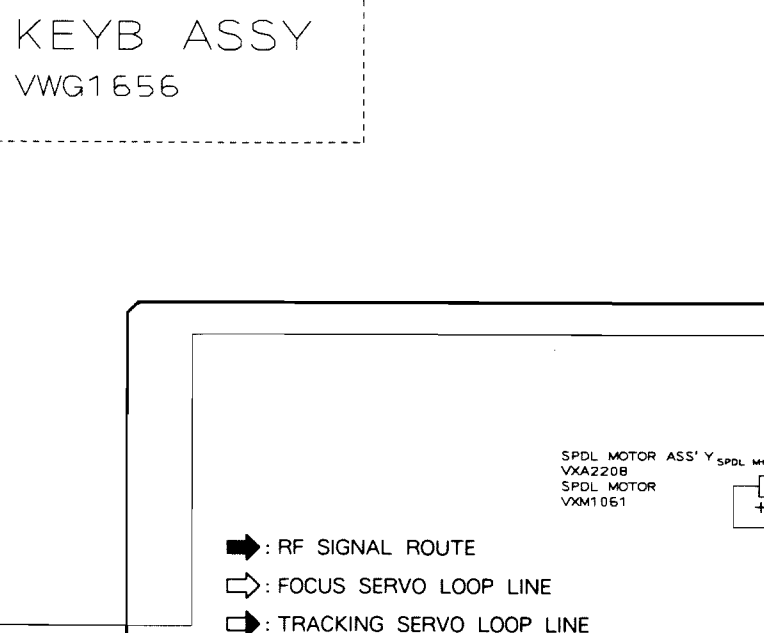 KEYB ASSY
VWG1656
SPDL MOTOR ASS'Y
SPDL
VXA2208
SPDL MOTOR
VXM1061
+
: RF SIGNAL ROUTE
: FOCUS SERVO LOOP LINE
: TRACKING SERVO LOOP LINE